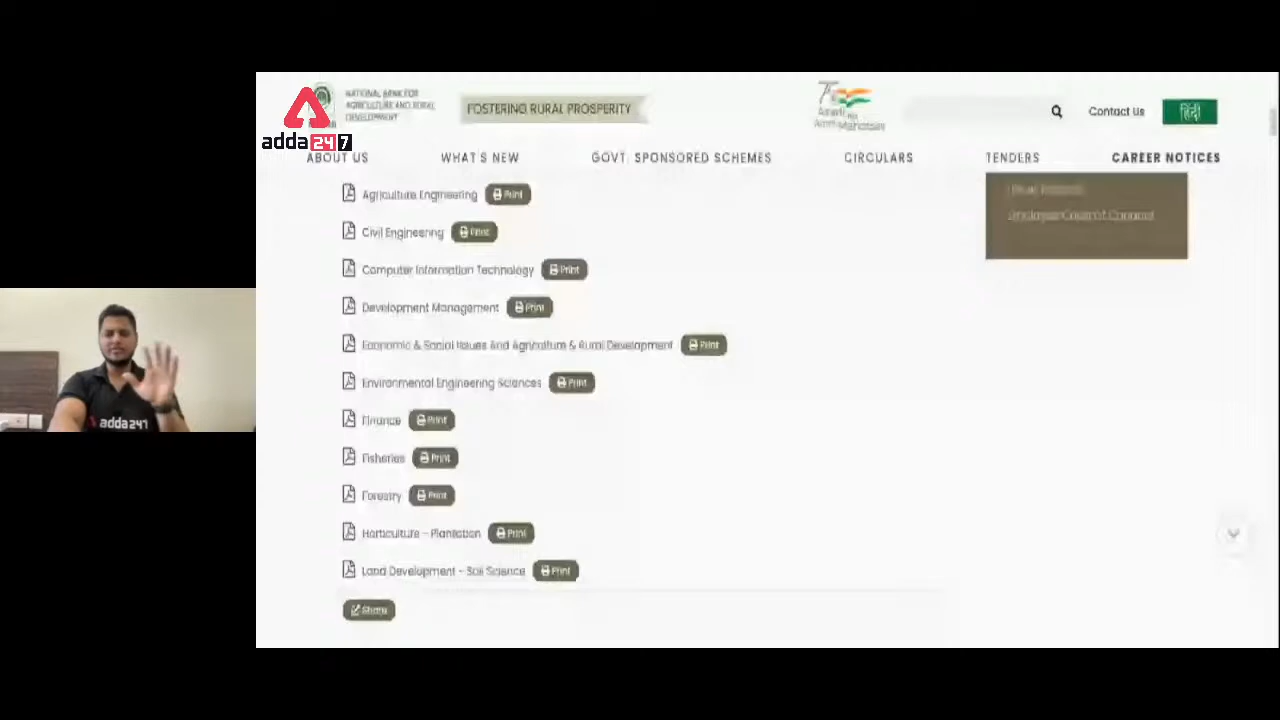 NATIONAL BANK FOR
AGRICULTURE AND RURAL
DEVELOPMENT
FOSTERING RURAL PROSPERITY
Contact Us
हिंदी
adda247
ABOUT US
WHAT'S NEW
GOVT. SPONSORED SCHEMES
CIRCULARS
TENDERS
CAREER NOTICES
Agriculture Engineering Print
Civil Engineering Print
Computer Information Technology Print
Development Management Print
Economic & Social Issues And Agriculture & Rural Development Print
Environmental Engineering Sciences Print
Finance Print
Fisheries Print
Forestry Print
Horticulture - Plantation Print
Land Development - Soil Science Print
Share
adda247